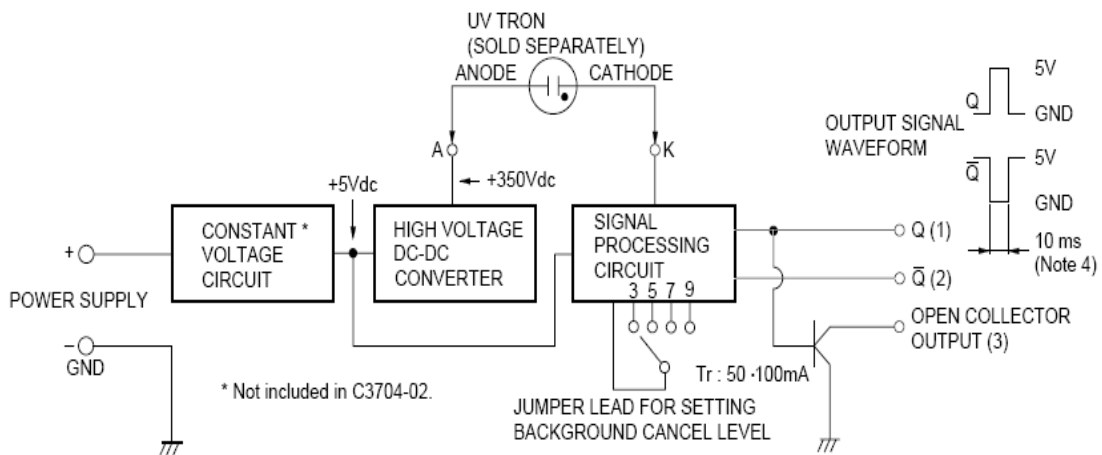 UV TRON
(SOLD SEPARATELY)
ANODE
CATHODE
A
K
+5Vdc
+350Vdc
CONSTANT *
VOLTAGE
CIRCUIT
HIGH VOLTAGE
DC-DC
CONVERTER
SIGNAL
PROCESSING
CIRCUIT
3 5 7 9
+
POWER SUPPLY
−
GND
* Not included in C3704-02.
JUMPER LEAD FOR SETTING
BACKGROUND CANCEL LEVEL
Tr : 50 -100mA
OUTPUT SIGNAL
WAVEFORM
Q
5V
GND
Q̅
5V
GND
10 ms
(Note 4)
Q (1)
Q̅ (2)
OPEN COLLECTOR
OUTPUT (3)